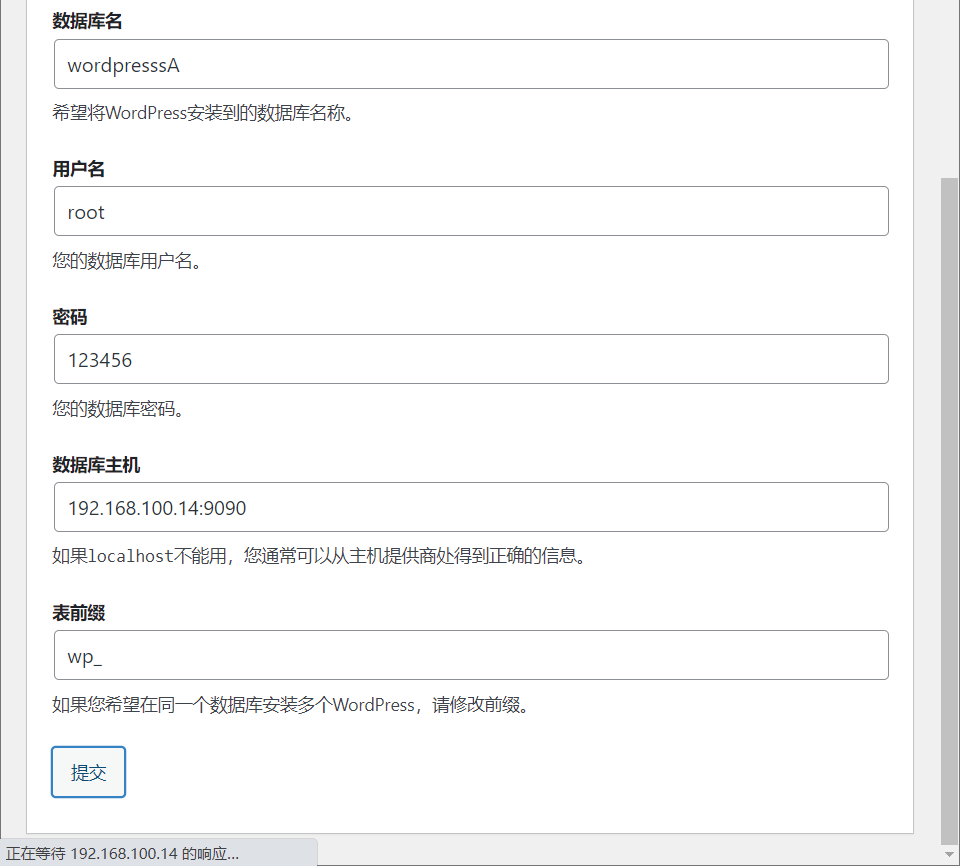 数据库名
wordpresssA
希望将WordPress安装到的数据库名称。
用户名
root
您的数据库用户名。
密码
123456
您的数据库密码。
数据库主机
192.168.100.14:9090
如果localhost不能用，您通常可以从主机提供商处得到正确的信息。
表前缀
wp_
如果您希望在同一个数据库安装多个WordPress，请修改前缀。
提交
正在等待 192.168.100.14 的响应...